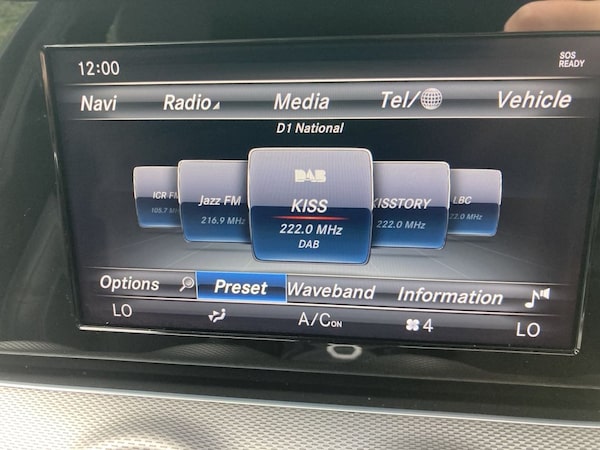 12:00
SOS
READY
Navi Radio Media Tel/ Vehicle
D1 National
DAB
ICR FM Jazz FM KISS KISSTORY LBC
105.7 MHz 216.9 MHz 222.0 MHz 222.0 MHz 22.0 MHz
DAB
Options Preset Waveband Information
LO A/C ON 4 LO